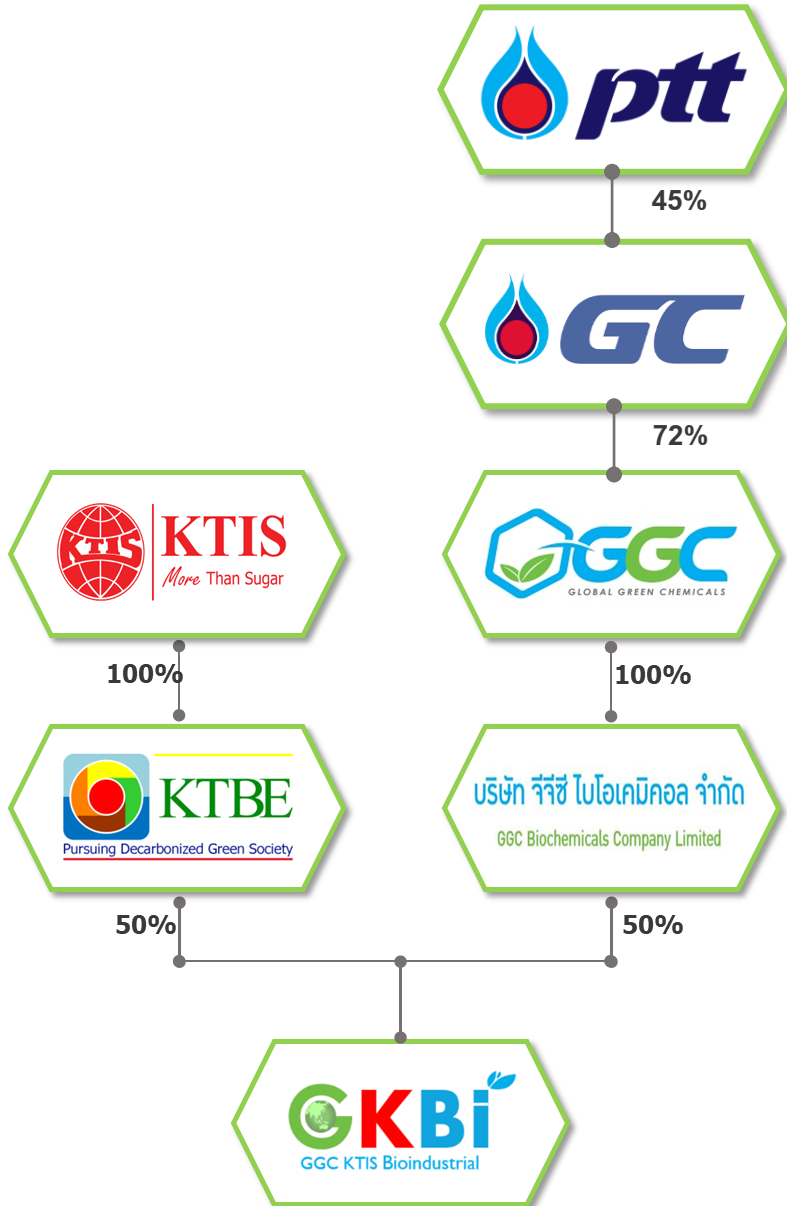 ptt
45%
GC
72%
KTIS
KTIS
More Than Sugar
GGC
GLOBAL GREEN CHEMICALS
100%
100%
KTBE
Pursuing Decarbonized Green Society
บริษัท จีจีซี ไบโอเคมิคอล จำกัด
GGC Biochemicals Company Limited
50%
50%
GKBi
GGC KTIS Bioindustrial